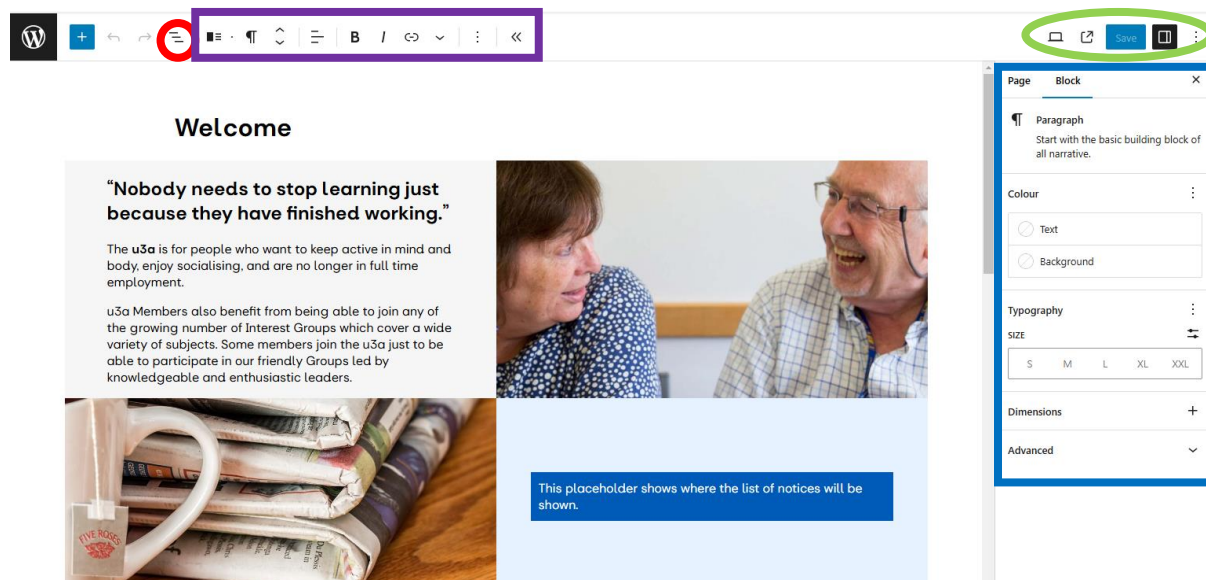 B I
Save
Page Block
Paragraph
Start with the basic building block of
all narrative.
Colour
Text
Background
Typography
SIZE
S M L XL XXL
Dimensions
Advanced
Welcome
“Nobody needs to stop learning just
because they have finished working.”
The u3a is for people who want to keep active in mind and
body, enjoy socialising, and are no longer in full time
employment.
u3a Members also benefit from being able to join any of
the growing number of Interest Groups which cover a wide
variety of subjects. Some members join the u3a just to be
able to participate in our friendly Groups led by
knowledgeable and enthusiastic leaders.
FIVE ROSES
This placeholder shows where the list of notices will be
shown.